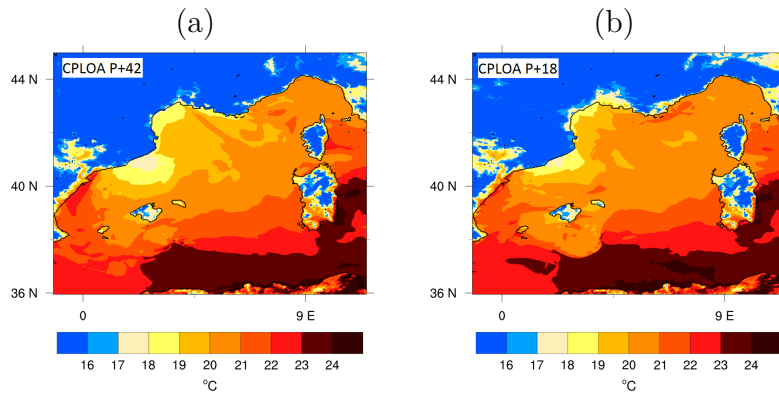 (a) (b)
CPLOA P+42 CPLOA P+18
44 N 44 N
40 N 40 N
36 N 36 N
0 9 E 0 9 E
16 17 18 19 20 21 22 23 24 16 17 18 19 20 21 22 23 24
°C °C